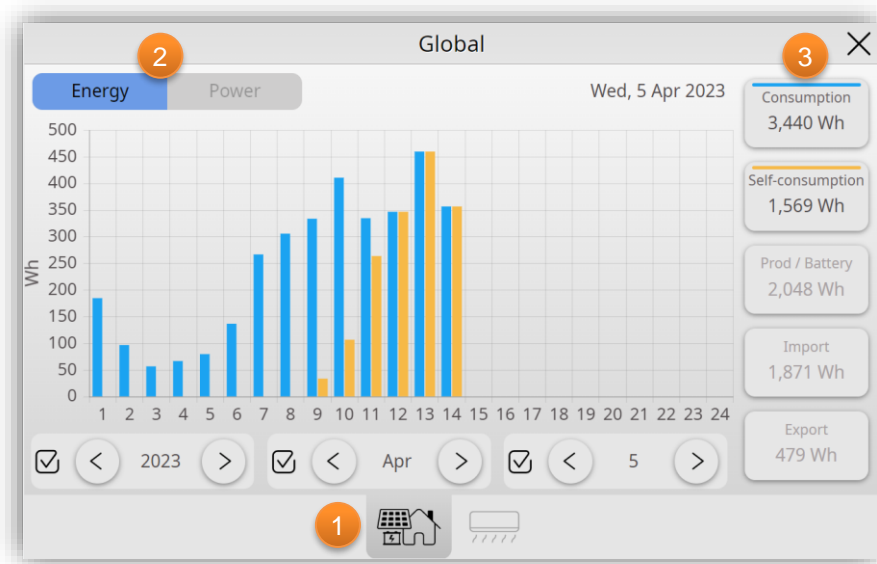 Global
2
3
Energy
Power
Wed, 5 Apr 2023
Consumption
3,440 Wh
Self-consumption
1,569 Wh
Prod / Battery
2,048 Wh
Import
1,871 Wh
Export
479 Wh
Wh
500
450
400
350
300
250
200
150
100
50
0
1 2 3 4 5 6 7 8 9 10 11 12 13 14 15 16 17 18 19 20 21 22 23 24
2023
Apr
5
1